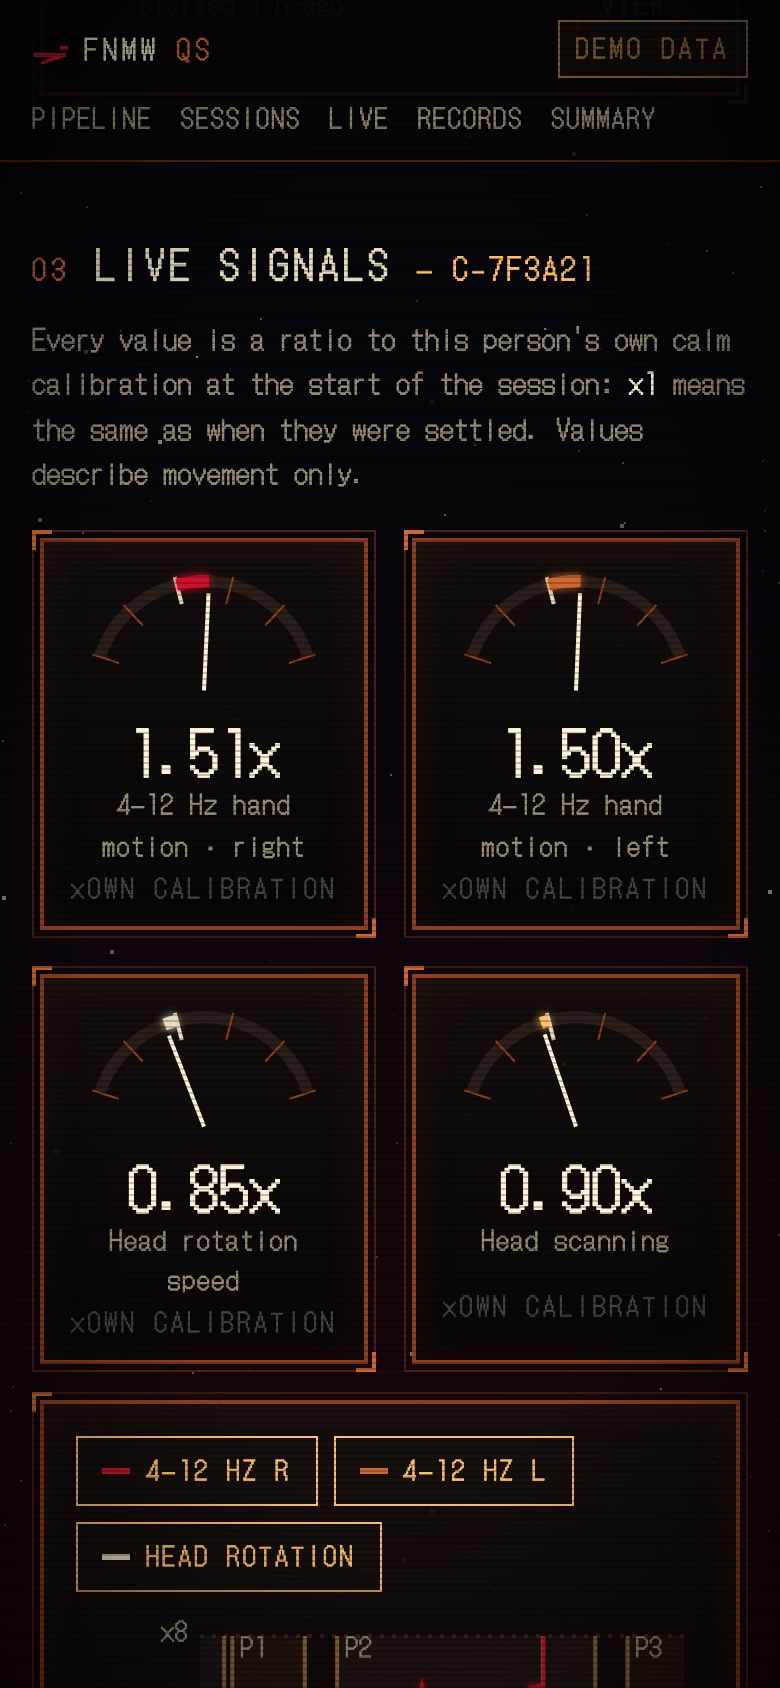 started 1 h ago
VIEW
FNMW QS
DEMO DATA
PIPELINE SESSIONS LIVE RECORDS SUMMARY
03 LIVE SIGNALS – C-7F3A21
Every value is a ratio to this person's own calm
calibration at the start of the session: x1 means
the same as when they were settled. Values
describe movement only.
1.51x
4–12 Hz hand
motion · right
xOWN CALIBRATION
1.50x
4–12 Hz hand
motion · left
xOWN CALIBRATION
0.85x
Head rotation
speed
xOWN CALIBRATION
0.90x
Head scanning
xOWN CALIBRATION
4–12 HZ R
4–12 HZ L
HEAD ROTATION
x8
P1
P2
P3